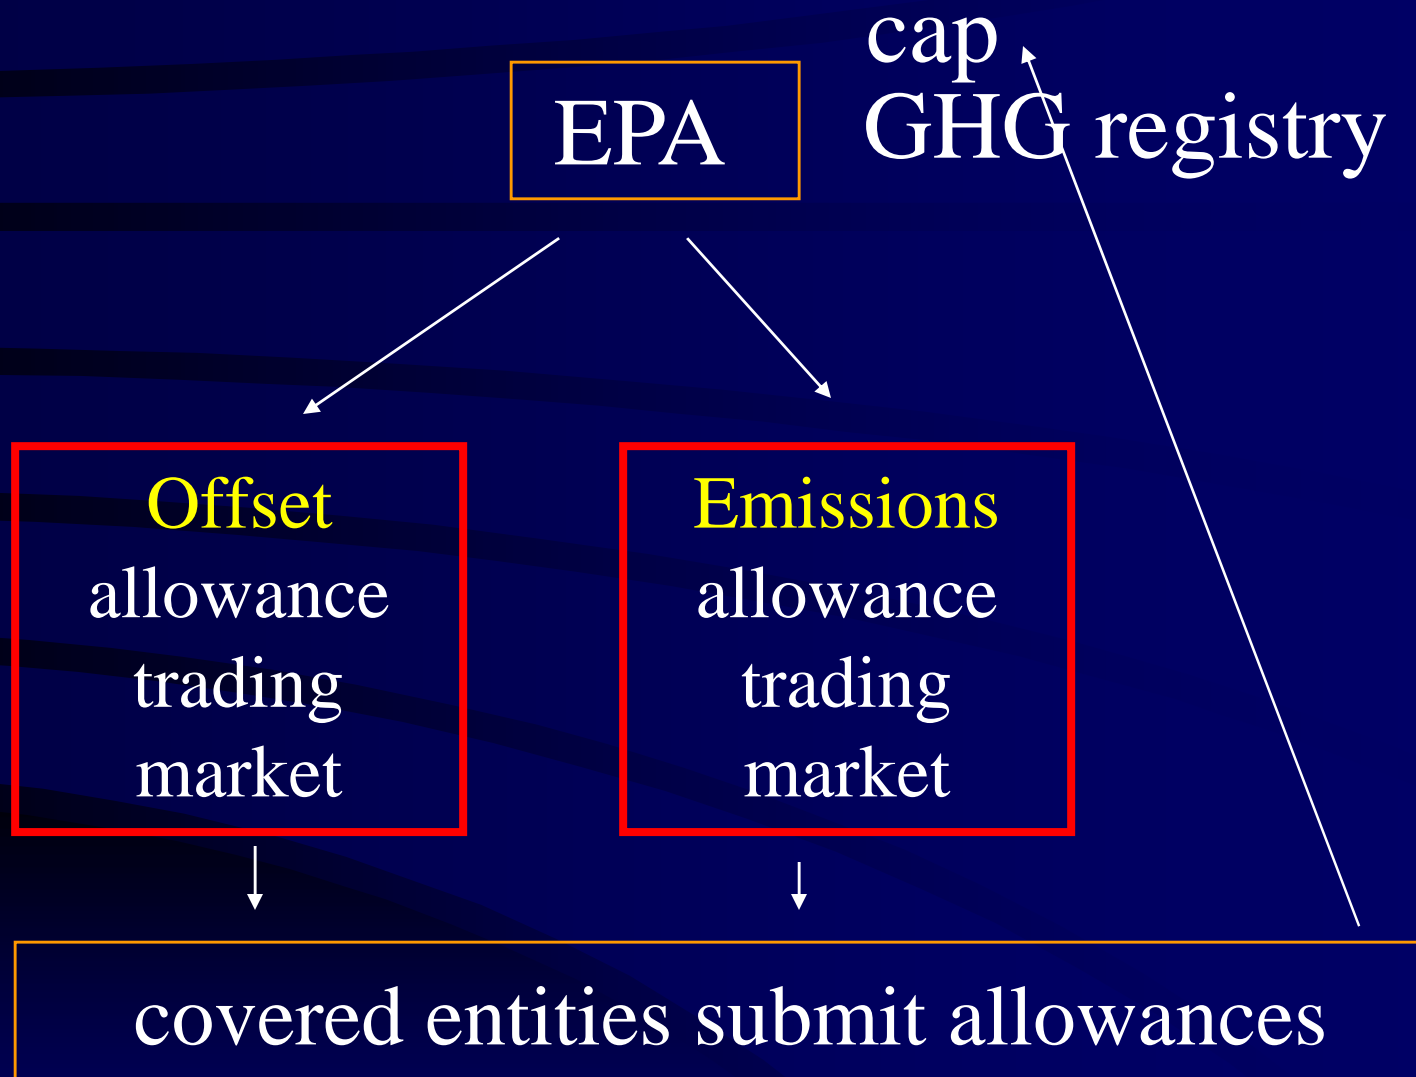 cap
EPA
GHG registry
Offset
allowance
trading
market
Emissions
allowance
trading
market
covered entities submit allowances